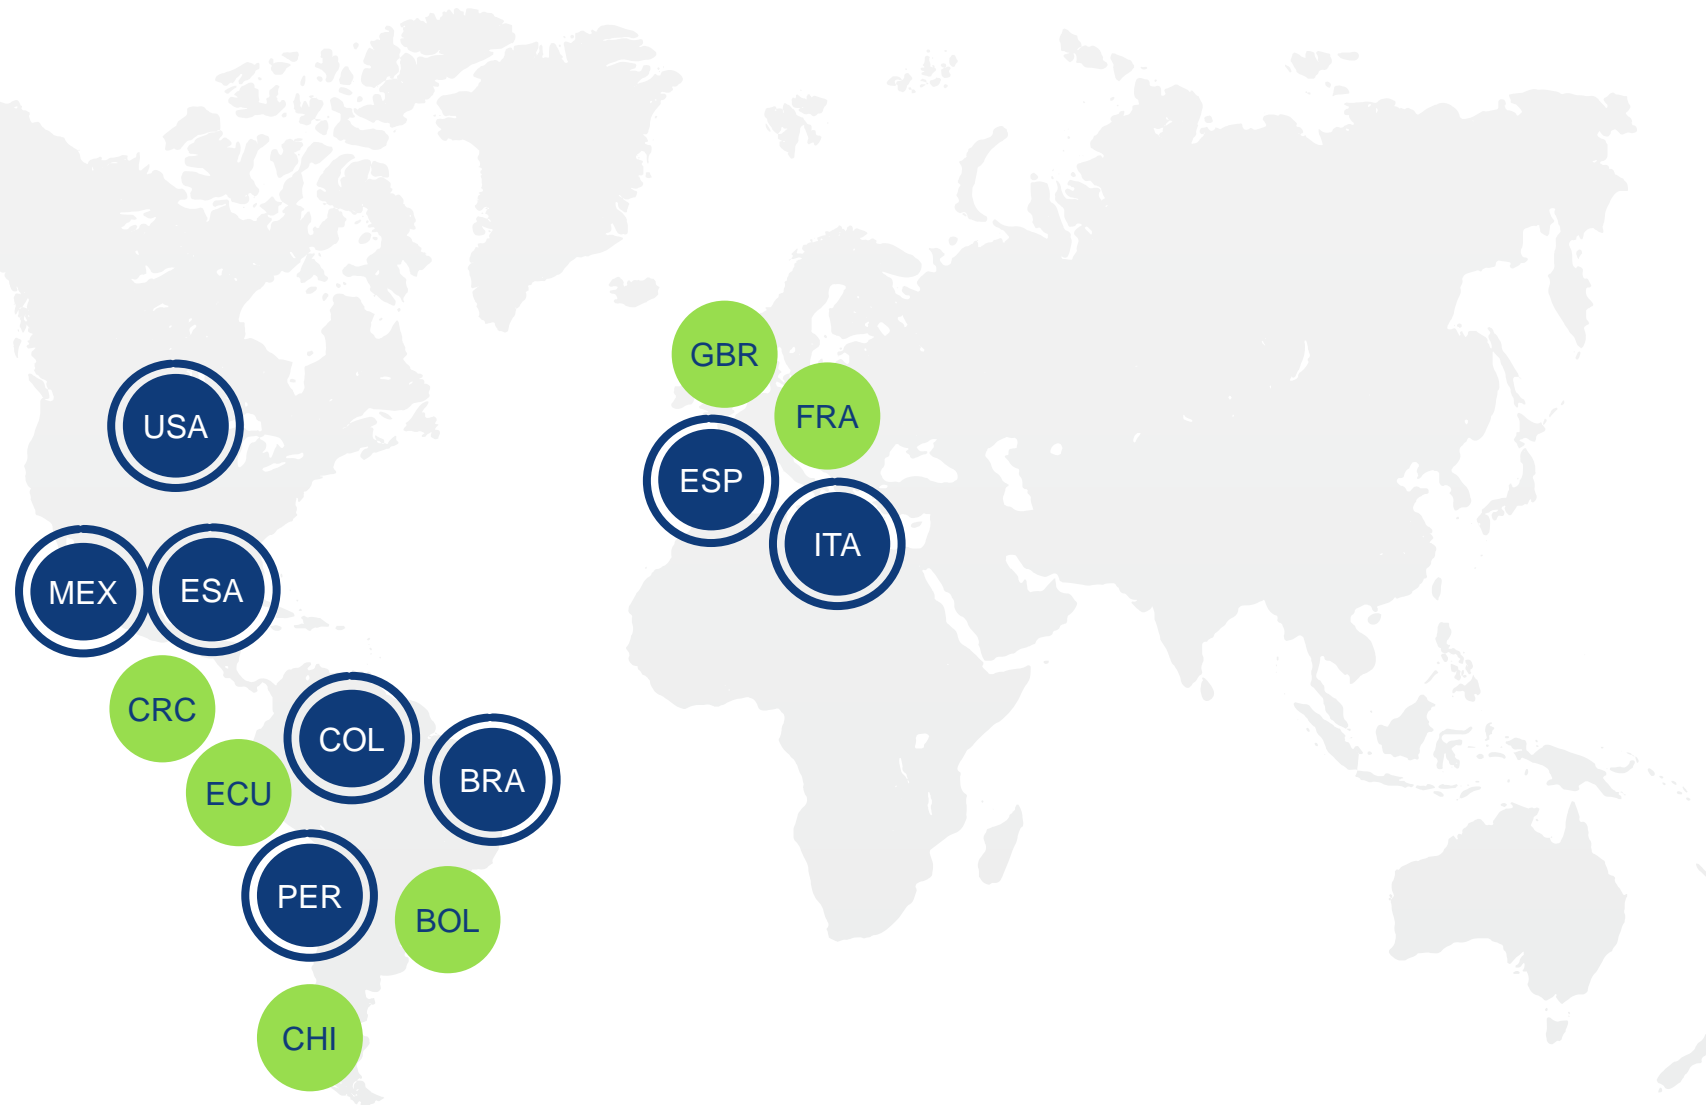 GBR
FRA
USA
ESP
ITA
MEX
ESA
CRC
COL
BRA
ECU
PER
BOL
CHI